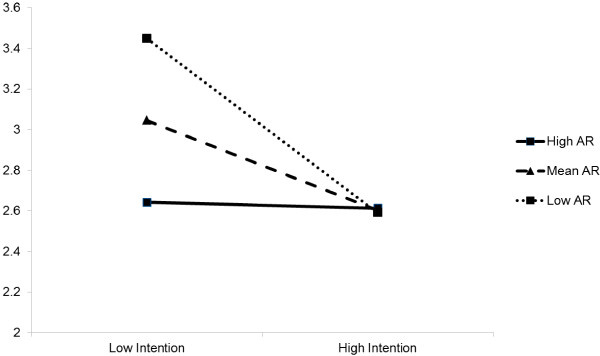 3.6
3.4
3.2
3
2.8
2.6
2.4
2.2
2
Low Intention High Intention
High AR
Mean AR
Low AR